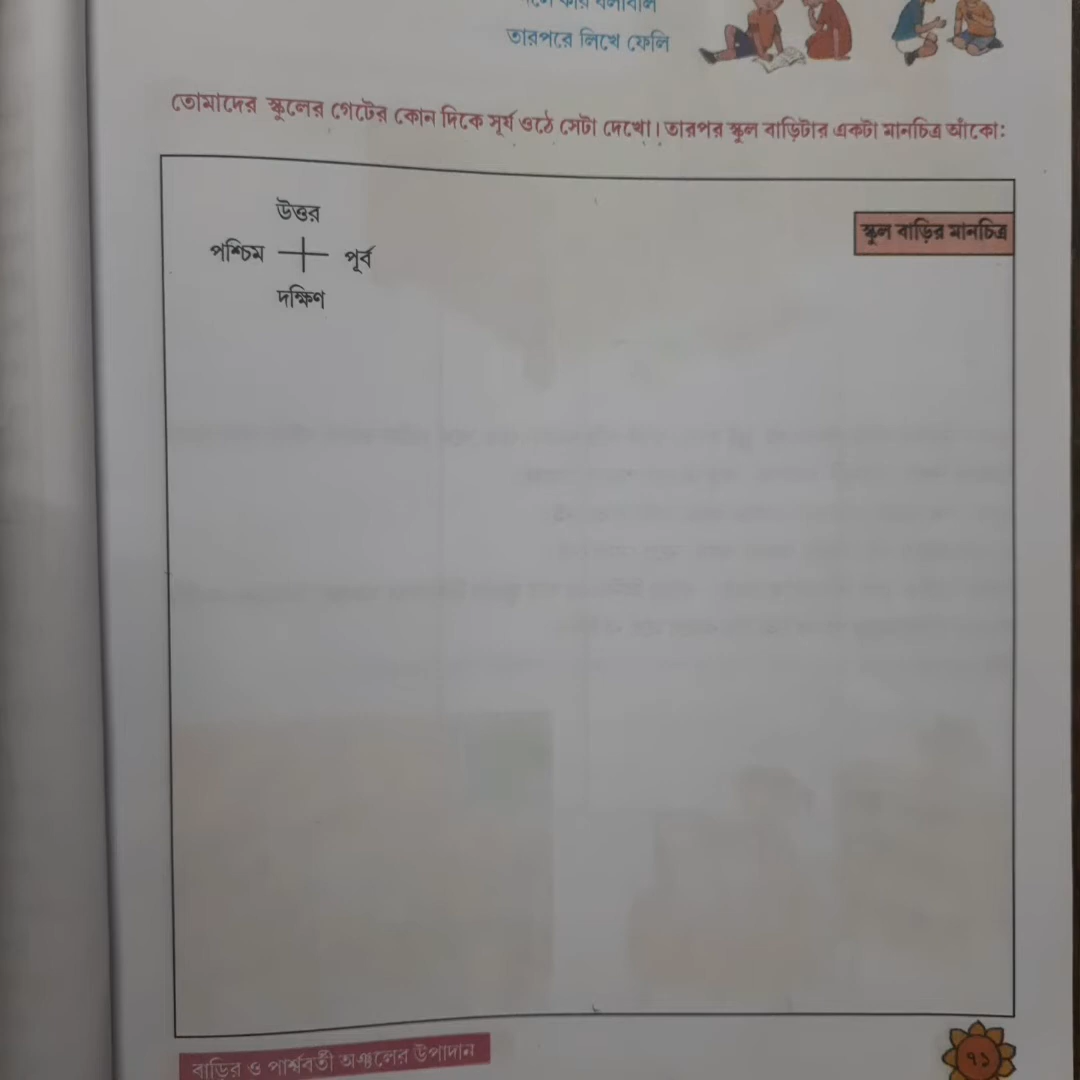 তারপরে লিখে ফেলি
তোমাদের স্কুলের গেটের কোন দিকে সূর্য ওঠে সেটা দেখো। তারপর স্কুল বাড়িটার একটা মানচিত্র আঁকো:
উত্তর
স্কুল বাড়ির মানচিত্র
পশ্চিম পূর্ব
দক্ষিণ
বাড়ির ও পার্শ্ববর্তী অঞ্চলের উপাদান
৭১